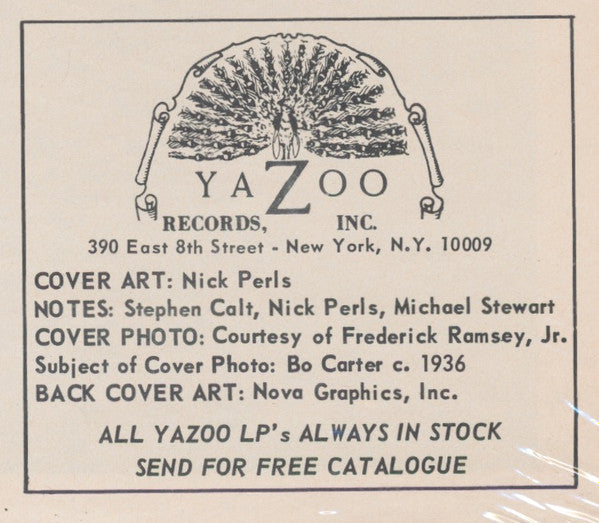 YAZOO
RECORDS, INC.
390 East 8th Street - New York, N.Y. 10009
COVER ART: Nick Perls
NOTES: Stephen Calt, Nick Perls, Michael Stewart
COVER PHOTO: Courtesy of Frederick Ramsey, Jr.
Subject of Cover Photo: Bo Carter c. 1936
BACK COVER ART: Nova Graphics, Inc.
ALL YAZOO LP's ALWAYS IN STOCK
SEND FOR FREE CATALOGUE